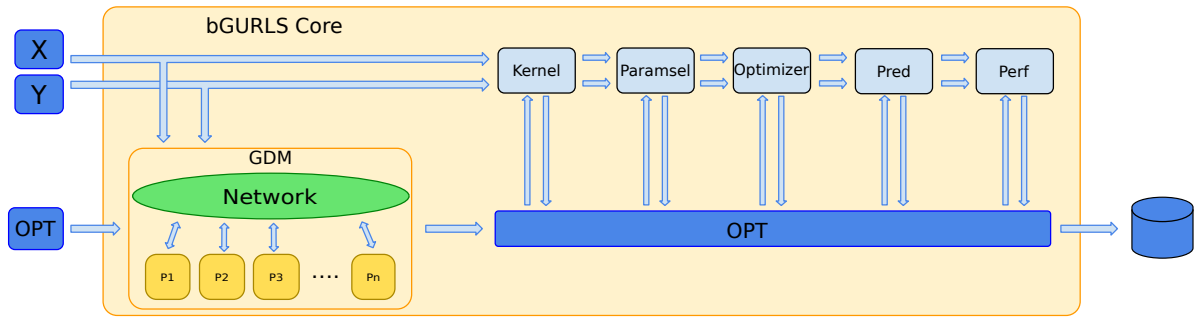 bGURLS Core
X
Y
Kernel
Paramsel
Optimizer
Pred
Perf
GDM
Network
OPT
OPT
P1
P2
P3
....
Pn